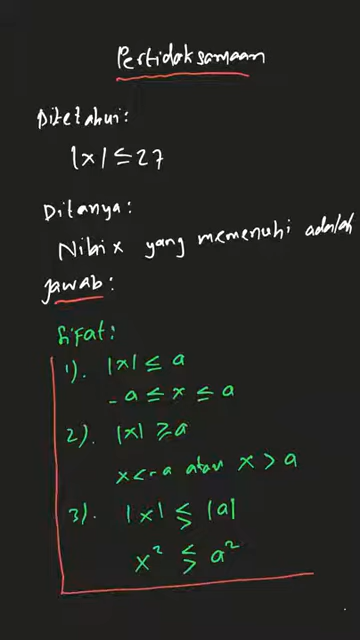 Pertidaksamaan
Diketahui:
|x| ≤ 27
Ditanya:
Nilai x yang memenuhi adalah
Jawab:
Sifat:
1). |x| ≤ a
-a ≤ x ≤ a
2). |x| ≥ a
x <-a atau x > a
3). |x| ≶ |a|
x² ≶ a²